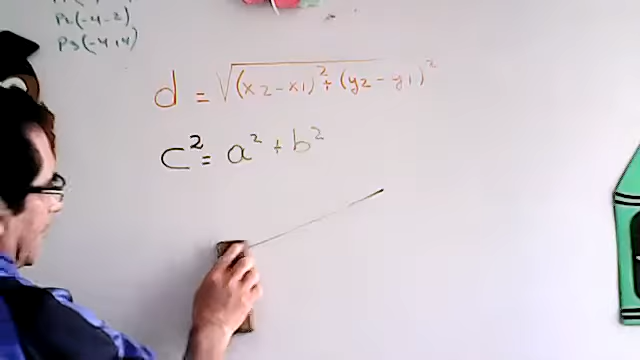 P2(-4-2)
P3(-4,4)
d = √(x2-x1)²+(y2-y1)²
c² = a² + b²